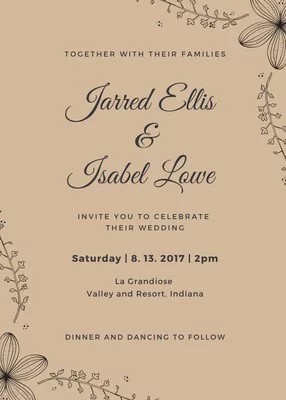 TOGETHER WITH THEIR FAMILIES
Jarred Ellis
&
Isabel Lowe
INVITE YOU TO CELEBRATE
THEIR WEDDING
Saturday | 8. 13. 2017 | 2pm
La Grandiose
Valley and Resort, Indiana
DINNER AND DANCING TO FOLLOW